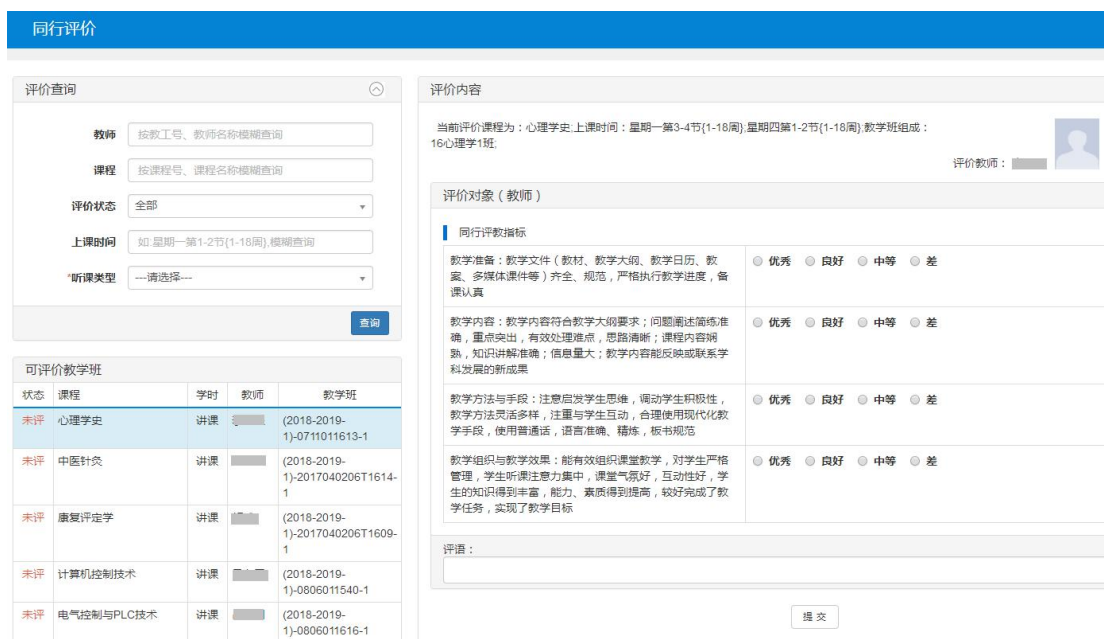 同行评价
评价查询
教师 按教工号、教师名称模糊查询
课程 按课程号、课程名称模糊查询
评价状态 全部
上课时间 如:星期一第1-2节{1-18周},模糊查询
*听课类型 ---请选择---
查询
可评价教学班
状态 课程 学时 教师 教学班
未评 心理学史 讲课 (2018-2019-
1)-0711011613-1
未评 中医针灸 讲课 (2018-2019-
1)-2017040206T1614-
1
未评 康复评定学 讲课 (2018-2019-
1)-2017040206T1609-
1
未评 计算机控制技术 讲课 (2018-2019-
1)-0806011540-1
未评 电气控制与PLC技术 讲课 (2018-2019-
1)-0806011616-1
评价内容
当前评价课程为：心理学史;上课时间：星期一第3-4节{1-18周};星期四第1-2节{1-18周};教学班组成：
16心理学1班;
评价教师：
评价对象（教师）
同行评教指标
教学准备：教学文件（教材、教学大纲、教学日历、教
案、多媒体课件等）齐全、规范，严格执行教学进度，备
课认真
优秀 良好 中等 差
教学内容：教学内容符合教学大纲要求；问题阐述简练准
确，重点突出，有效处理难点，思路清晰；课程内容娴
熟，知识讲解准确；信息量大；教学内容能反映或联系学
科发展的新成果
优秀 良好 中等 差
教学方法与手段：注意启发学生思维，调动学生积极性，
教学方法灵活多样，注重与学生互动，合理使用现代化教
学手段，使用普通话，语言准确、精炼，板书规范
优秀 良好 中等 差
教学组织与教学效果：能有效组织课堂教学，对学生严格
管理，学生听课注意力集中，课堂气氛好，互动性好，学
生的知识得到丰富，能力、素质得到提高，较好完成了教
学任务，实现了教学目标
优秀 良好 中等 差
评语：
提 交